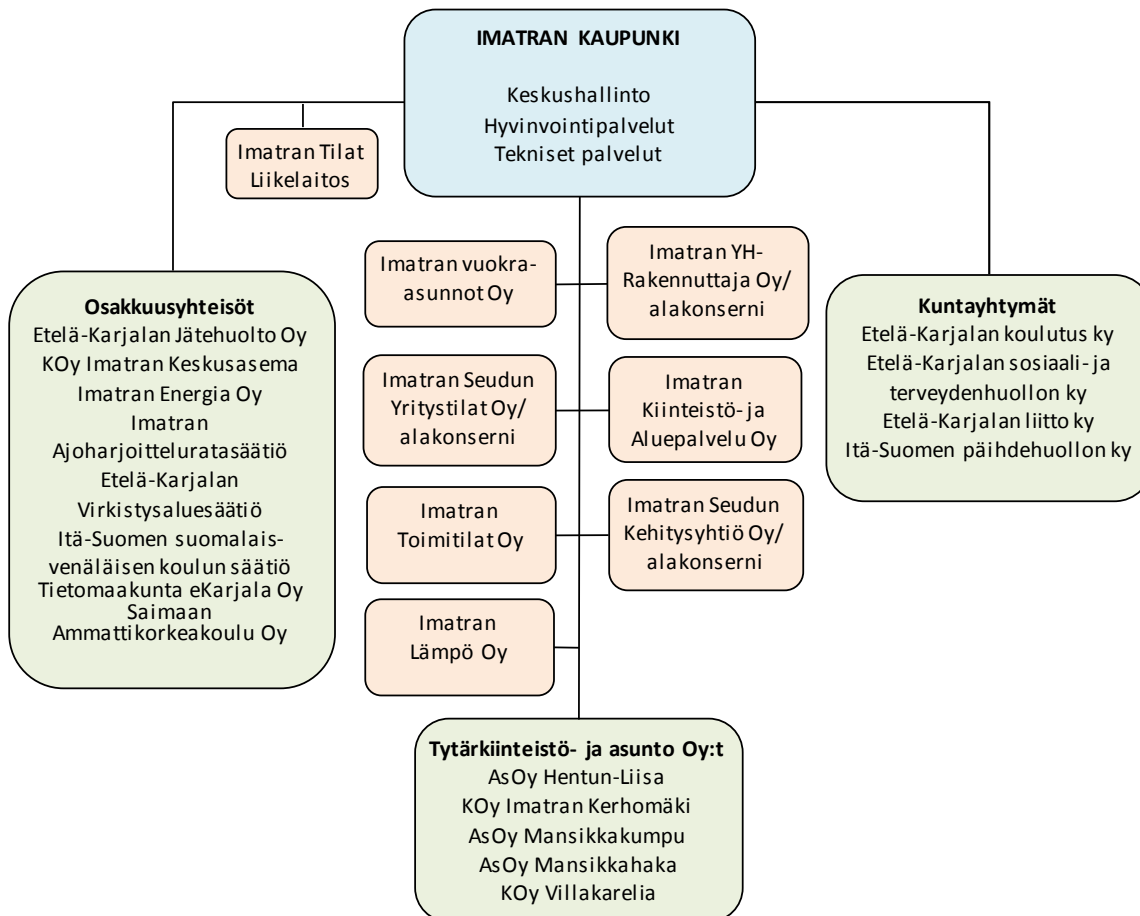 IMATRAN KAUPUNKI
Keskushallinto
Hyvinvointipalvelut
Tekniset palvelut
Imatran Tilat
Liikelaitos
Imatran vuokra-
asunnot Oy
Imatran YH-
Rakennuttaja Oy/
alakonserni
Osakkuusyhteisöt
Etelä-Karjalan Jätehuolto Oy
KOy Imatran Keskusasema
Imatran Energia Oy
Imatran
Ajoharjoitteluratasäätiö
Etelä-Karjalan
Virkistysaluesäätiö
Itä-Suomen suomalais-
venäläisen koulun säätiö
Tietomaakunta eKarjala Oy
Saimaan
Ammattikorkeakoulu Oy
Imatran Seudun
Yritystilat Oy/
alakonserni
Imatran
Kiinteistö- ja
Aluepalvelu Oy
Imatran
Toimitilat Oy
Imatran Seudun
Kehitysyhtiö Oy/
alakonserni
Imatran
Lämpö Oy
Kuntayhtymät
Etelä-Karjalan koulutus ky
Etelä-Karjalan sosiaali- ja
terveydenhuollon ky
Etelä-Karjalan liitto ky
Itä-Suomen päihdehuollon ky
Tytärkiinteistö- ja asunto Oy:t
AsOy Hentun-Liisa
KOy Imatran Kerhomäki
AsOy Mansikkakumpu
AsOy Mansikkahaka
KOy Villakarelia